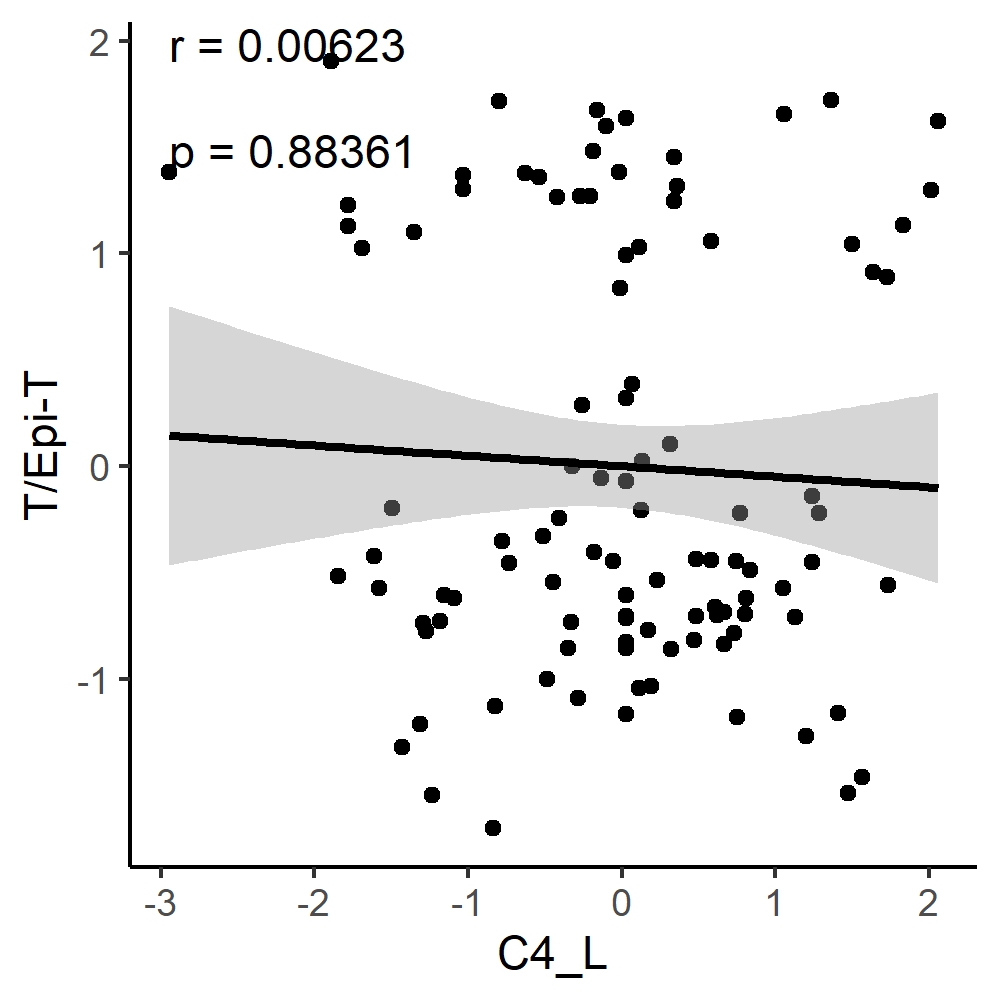 r = 0.00623
p = 0.88361
2
1
0
-1
T/Epi-T
-3 -2 -1 0 1 2
C4_L